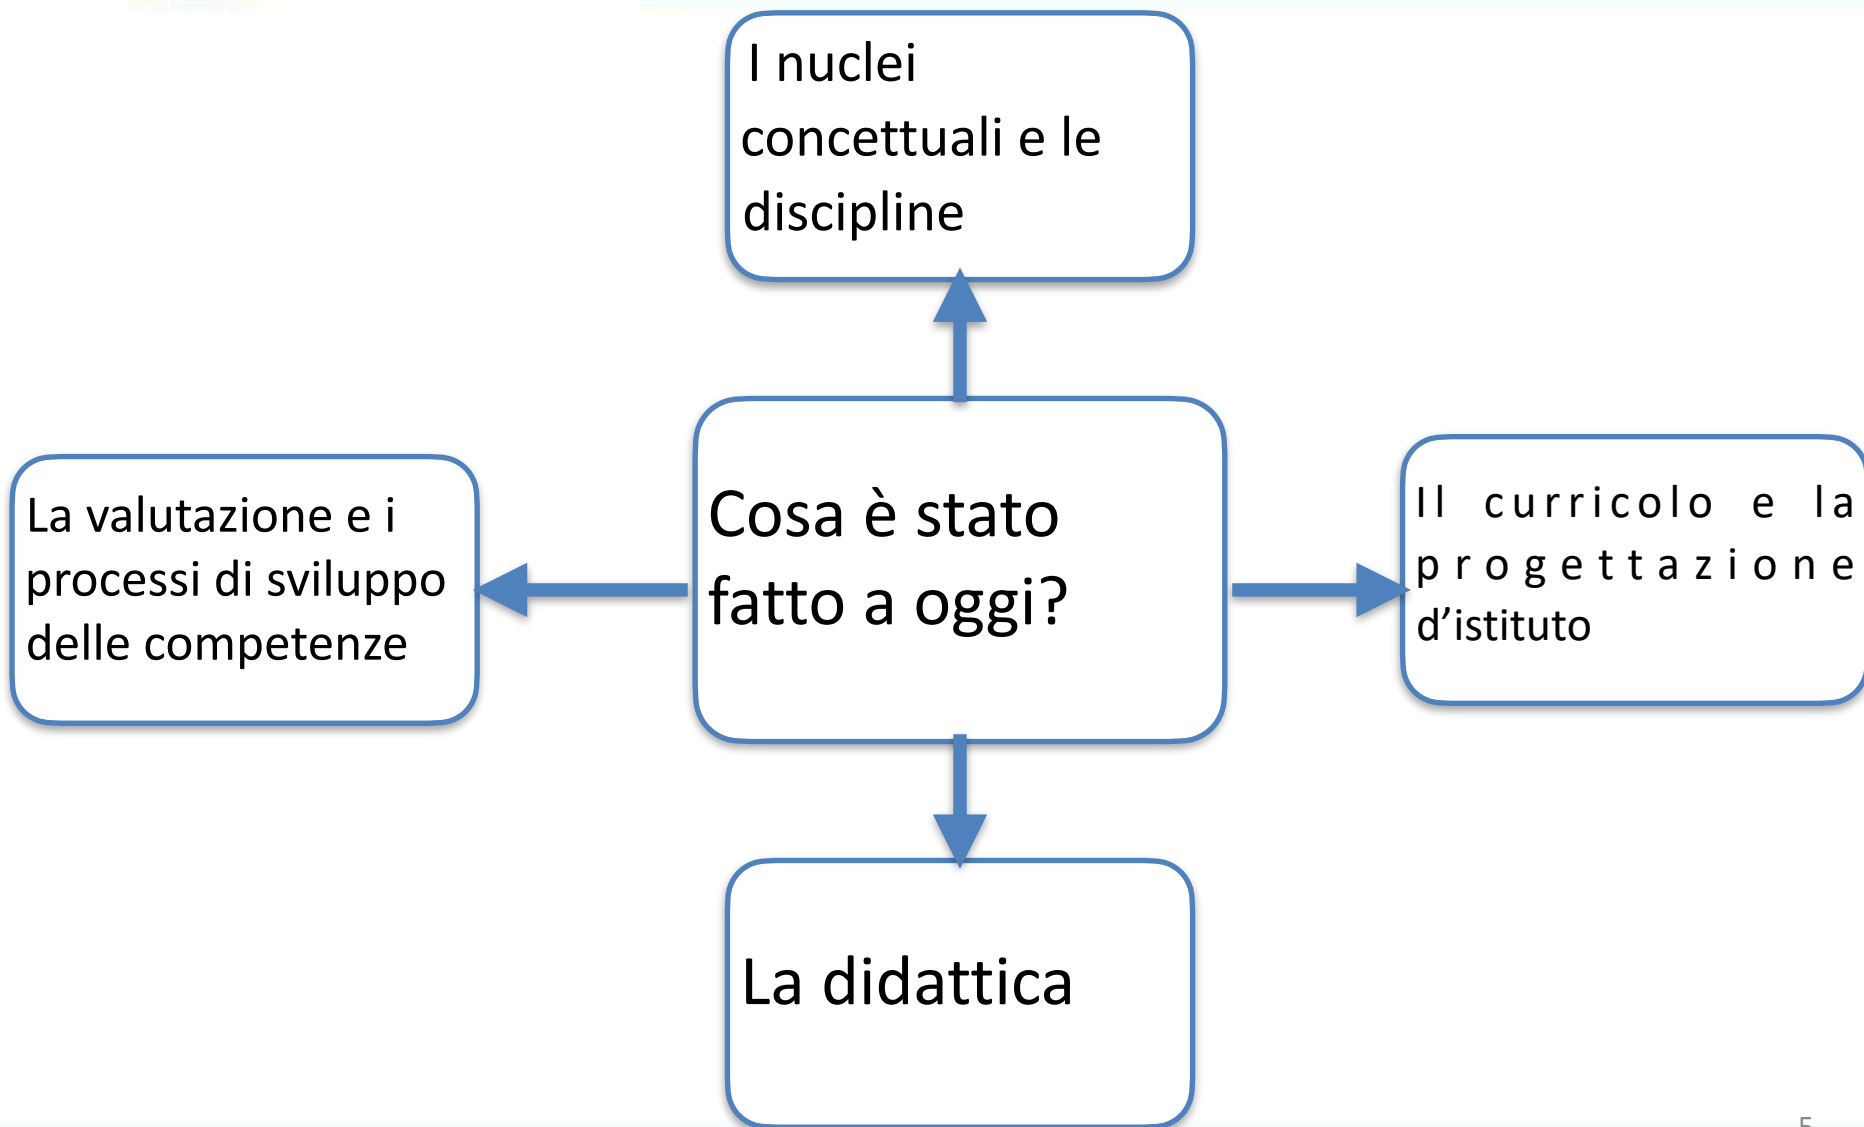 I nuclei
concettuali e le
discipline
La valutazione e i
processi di sviluppo
delle competenze
Cosa è stato
fatto a oggi?
Il curricolo e la
progettazione
d’istituto
La didattica
5